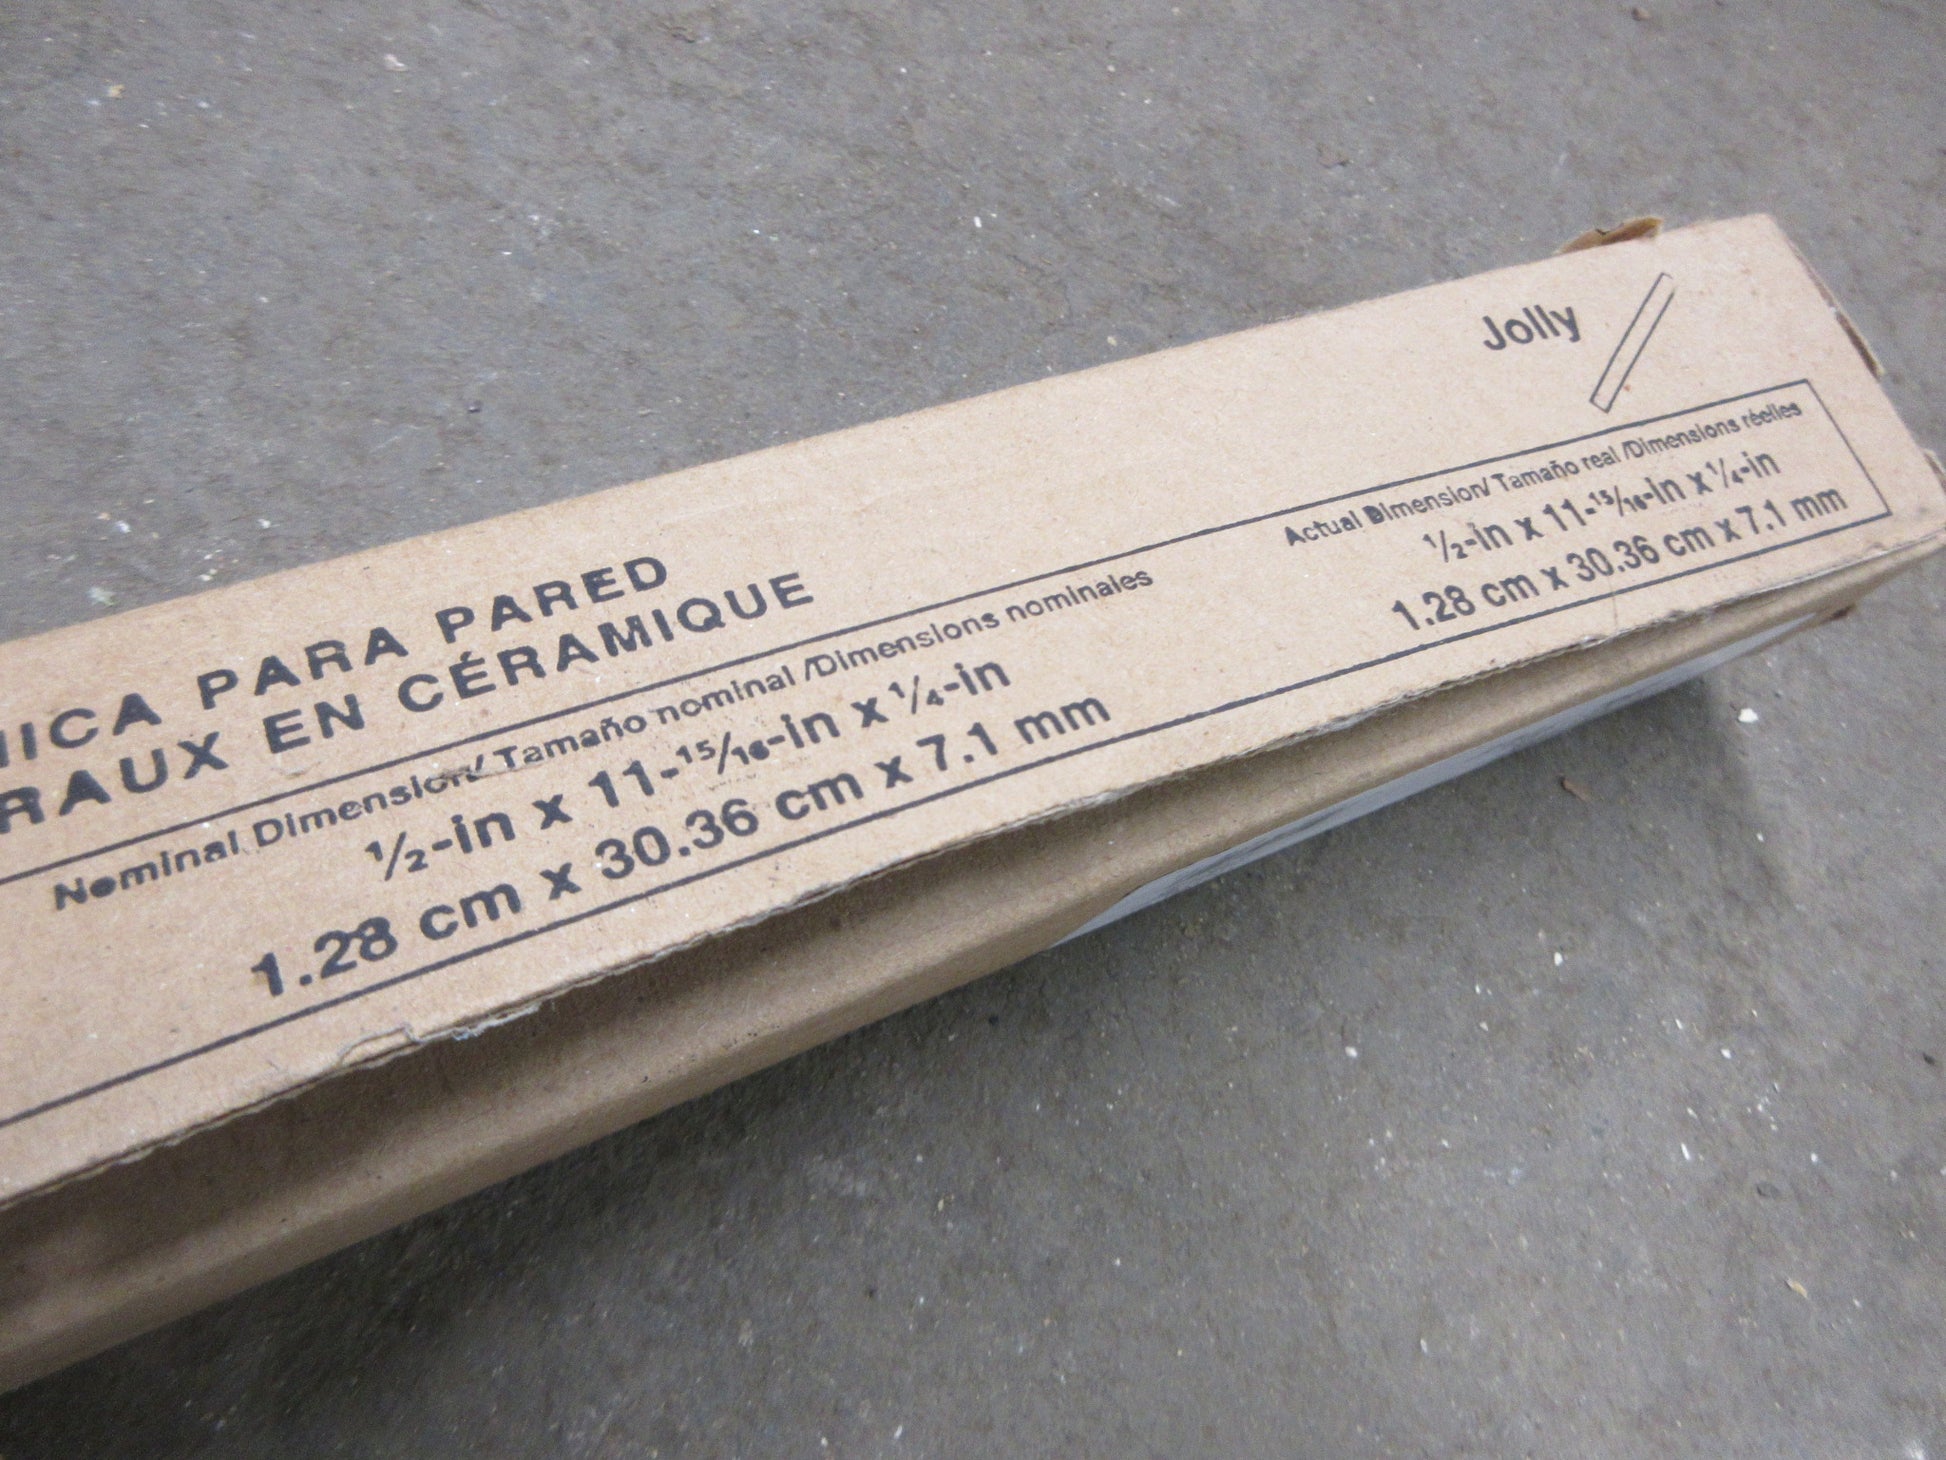 Jolly
PARA PARED
EN CÉRAMIQUE
Nominal Dimension/ Tamaño nominal /Dimensions nominales
½-in x 11-15/16-in x ¼-in
1.28 cm x 30.36 cm x 7.1 mm
Actual Dimension/ Tamaño real /Dimensions réelles
½-in x 11-15/16-in x ¼-in
1.28 cm x 30.36 cm x 7.1 mm